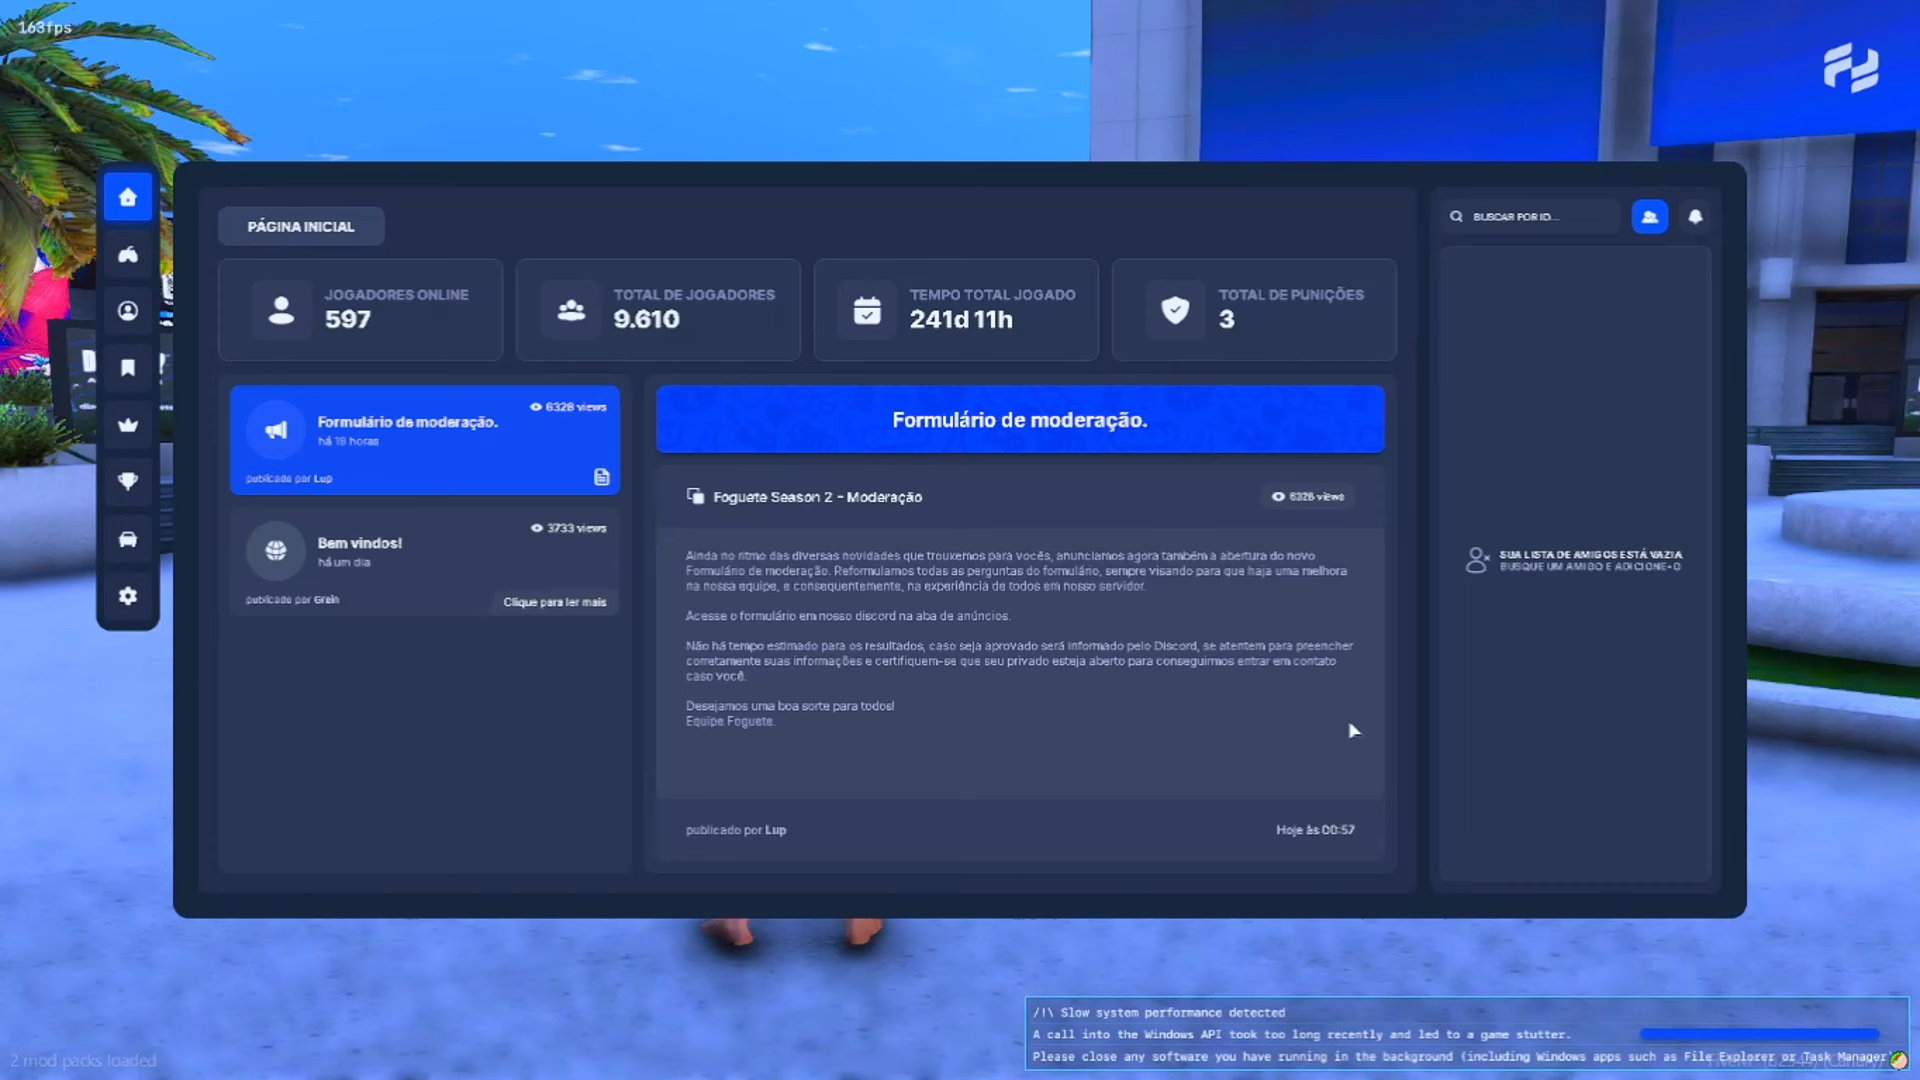 163fps
PÁGINA INICIAL
JOGADORES ONLINE
597
TOTAL DE JOGADORES
9.610
TEMPO TOTAL JOGADO
241d 11h
TOTAL DE PUNIÇÕES
3
BUSCAR POR ID...
Formulário de moderação.
6328 views
há 19 horas
publicado por Lup
Bem vindos!
3733 views
há um dia
publicado por Grain
Clique para ler mais
Formulário de moderação.
Foguete Season 2 - Moderação
6328 views
Ainda no ritmo das diversas novidades que trouxemos para vocês, anunciamos agora também a abertura do novo
Formulário de moderação. Reformulamos todas as perguntas do formulário, sempre visando para que haja uma melhora
na nossa equipe, e consequentemente, na experiência de todos em nosso servidor.
Acesse o formulário em nosso discord na aba de anúncios.
Não há tempo estimado para os resultados, caso seja aprovado será informado pelo Discord, se atentem para preencher
corretamente suas informações e certifiquem-se que seu privado esteja aberto para conseguirmos entrar em contato
caso você.
Desejamos uma boa sorte para todos!
Equipe Foguete.
publicado por Lup
Hoje às 00:57
SUA LISTA DE AMIGOS ESTÁ VAZIA
BUSQUE UM AMIGO E ADICIONE-O
/!\ Slow system performance detected
A call into the Windows API took too long recently and led to a game stutter.
Please close any software you have running in the background (including Windows apps such as File Explorer or Task Manager
2 mod packs loaded